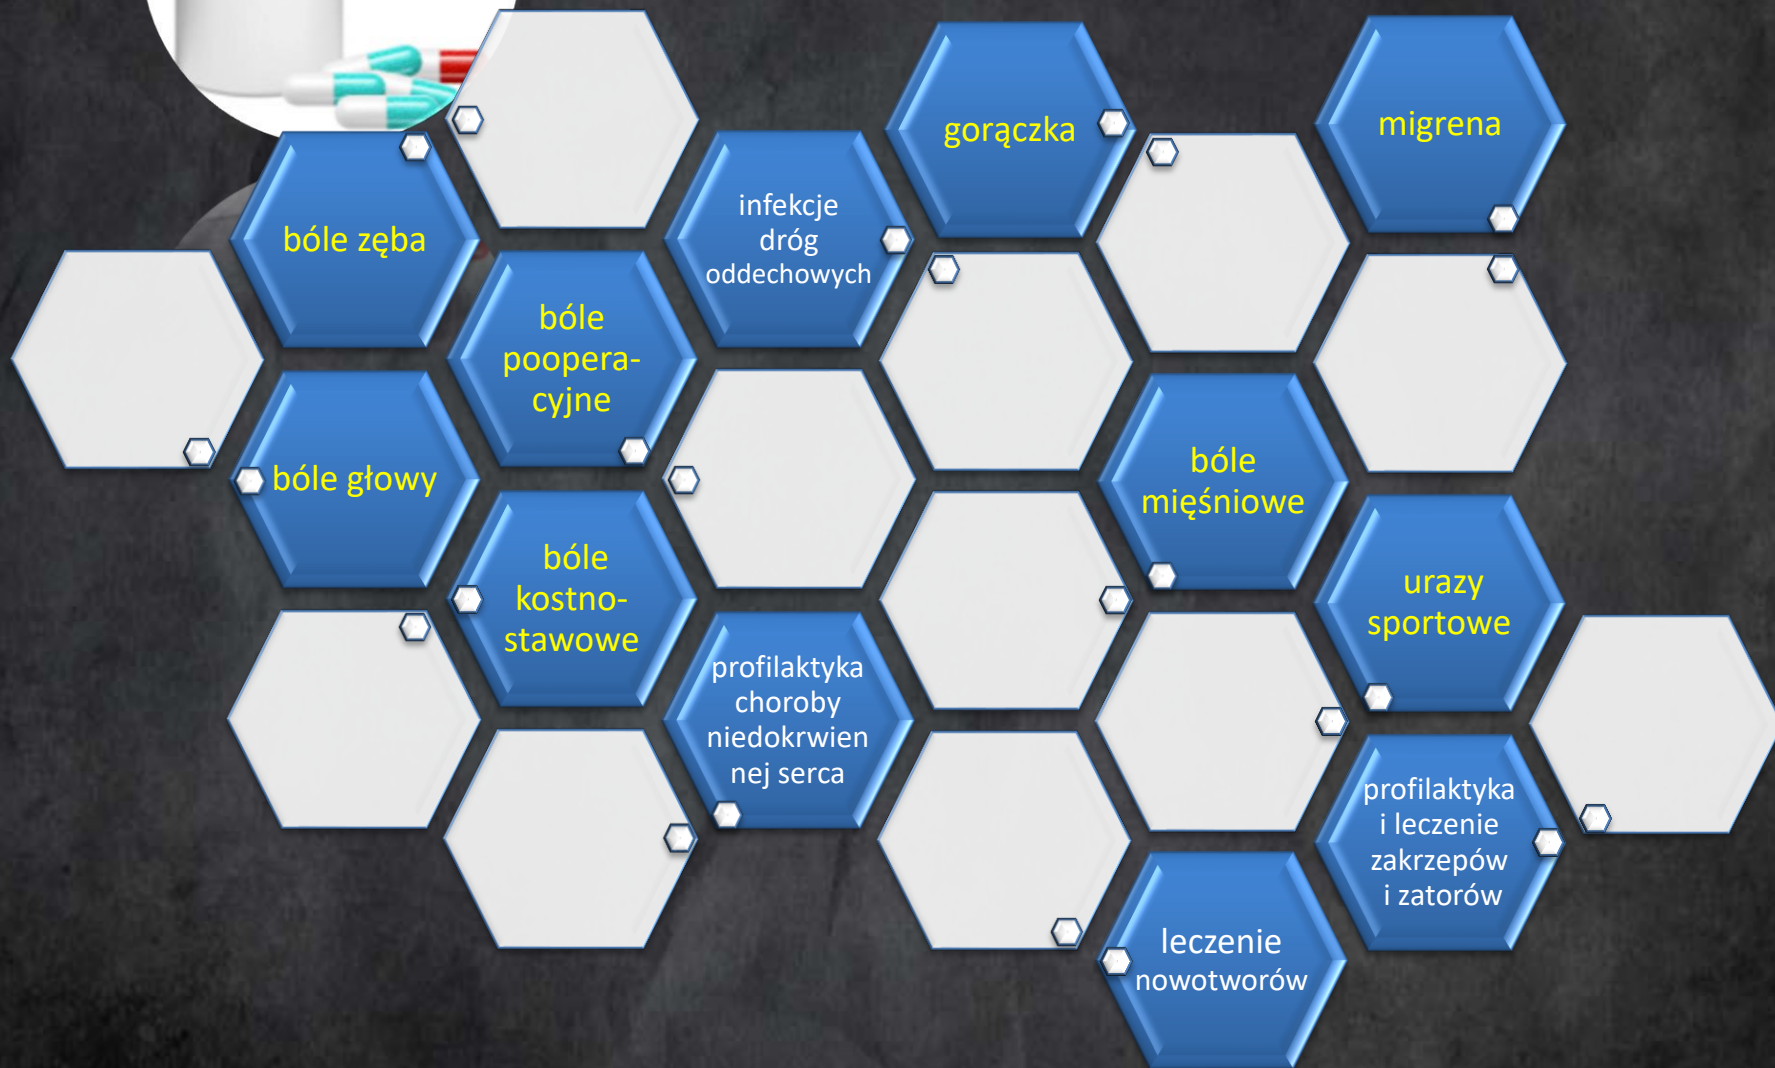 bóle zęba
bóle
poopera-
cyjne
infekcje
dróg
oddechowych
gorączka
migrena
bóle głowy
bóle
kostno-
stawowe
profilaktyka
choroby
niedokrwien
nej serca
bóle
mięśniowe
urazy
sportowe
profilaktyka
i leczenie
zakrzepów
i zatorów
leczenie
nowotworów